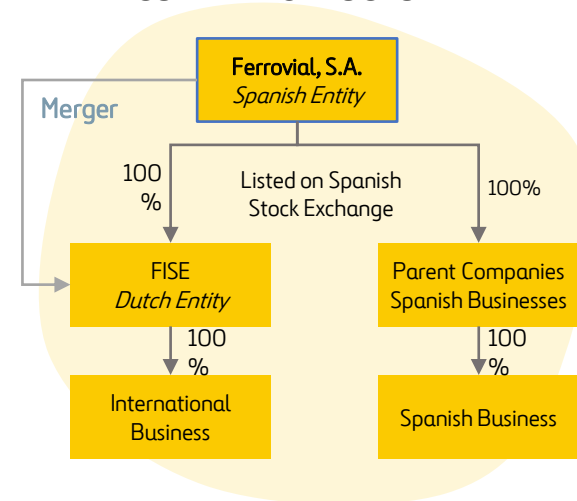 Ferrovial, S.A.
Spanish Entity
Merger
100
%
Listed on Spanish
Stock Exchange
100%
FISE
Dutch Entity
Parent Companies
Spanish Businesses
100
%
100
%
International
Business
Spanish Business